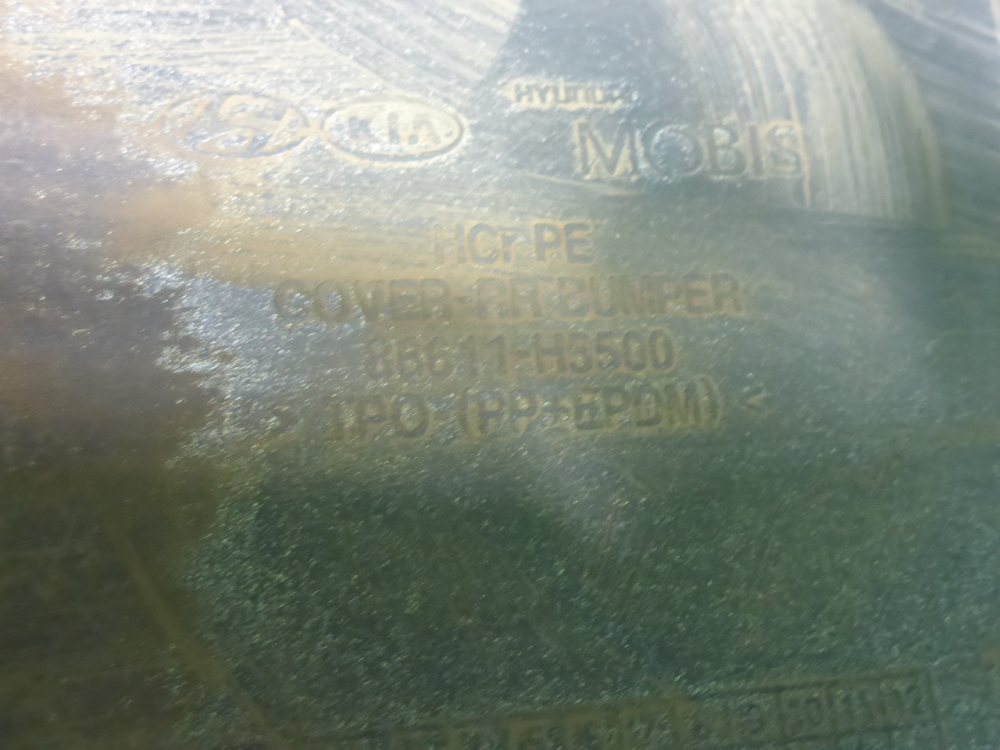 KIA
HYUNDAI
MOBIS
HCr PE
COVER-RR BUMPER
86611-H5500
> TPO-(PP+EPDM) <